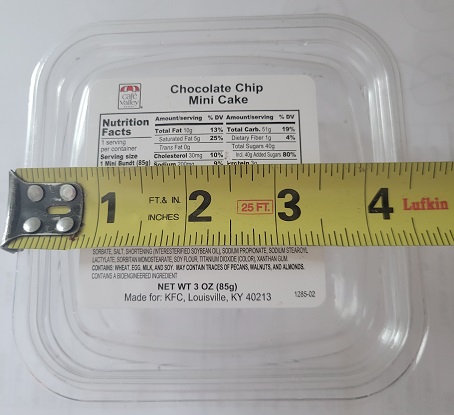 café
valley
Chocolate Chip
Mini Cake
Nutrition
Facts
1 serving
per container
Serving size
1 Mini Bundt (85g)
Amount/serving % DV Amount/serving % DV
Total Fat 10g 13% Total Carb. 51g 19%
Saturated Fat 5g 25% Dietary Fiber 1g 4%
Trans Fat 0g Total Sugars 40g
Cholesterol 30mg 10% Incl. 40g Added Sugars 80%
1 FT.& IN. 2 25 FT. 3 4 Lufkin
INCHES
SORBATE, SALT, SHORTENING (INTERESTERIFIED SOYBEAN OIL), SODIUM PROPIONATE, SODIUM STEAROYL
LACTYLATE, SORBITAN MONOSTEARATE, SOY FLOUR, TITANIUM DIOXIDE (COLOR), XANTHAN GUM.
CONTAINS: WHEAT, EGG, MILK, AND SOY. MAY CONTAIN TRACES OF PECANS, WALNUTS, AND ALMONDS.
CONTAINS A BIOENGINEERED INGREDIENT
NET WT 3 OZ (85g)
Made for: KFC, Louisville, KY 40213 1285-02